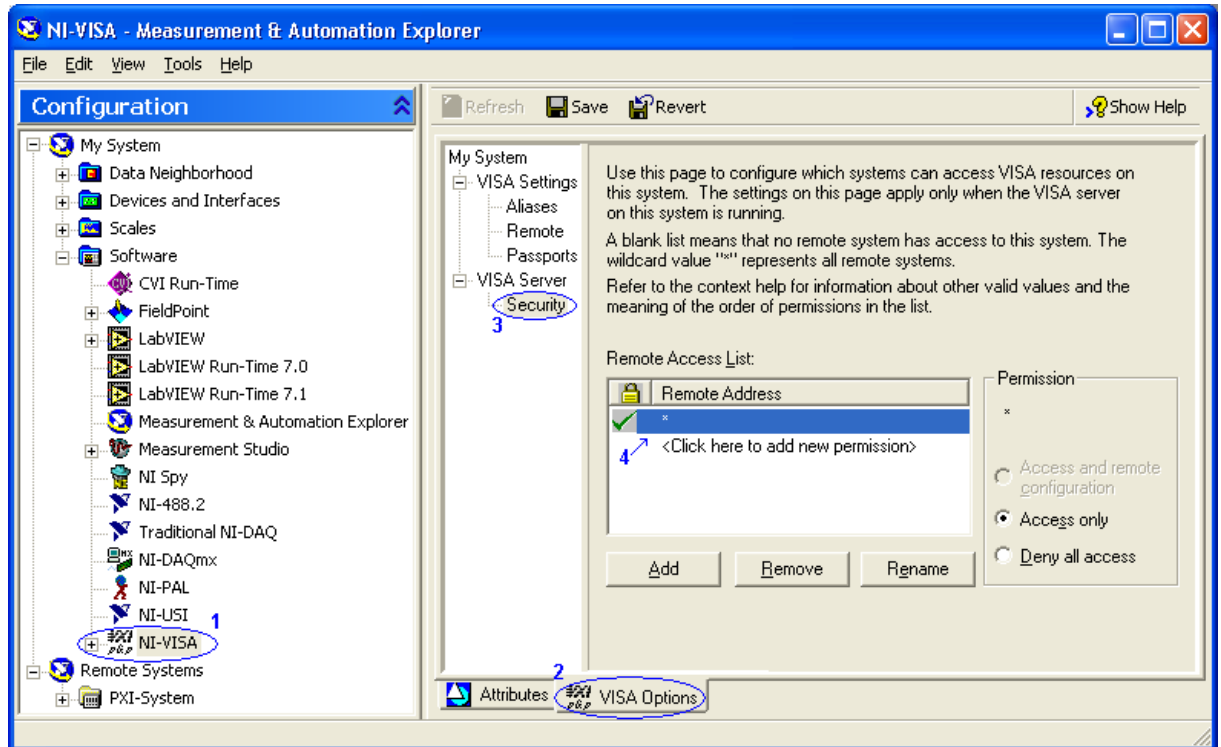 NI-VISA - Measurement & Automation Explorer
File Edit View Tools Help
Configuration
Refresh Save Revert Show Help
My System
Data Neighborhood
Devices and Interfaces
Scales
Software
CVI Run-Time
FieldPoint
LabVIEW
LabVIEW Run-Time 7.0
LabVIEW Run-Time 7.1
Measurement & Automation Explorer
Measurement Studio
NI Spy
NI-488.2
Traditional NI-DAQ
NI-DAQmx
NI-PAL
NI-USI
1
NI-VISA
Remote Systems
PXI-System
My System
VISA Settings
Aliases
Remote
Passports
VISA Server
Security
3
Use this page to configure which systems can access VISA resources on
this system. The settings on this page apply only when the VISA server
on this system is running.
A blank list means that no remote system has access to this system. The
wildcard value "*" represents all remote systems.
Refer to the context help for information about other valid values and the
meaning of the order of permissions in the list.
Remote Access List:
Remote Address
*
4
<Click here to add new permission>
Add Remove Rename
Permission
*
Access and remote
configuration
Access only
Deny all access
2
Attributes VISA Options